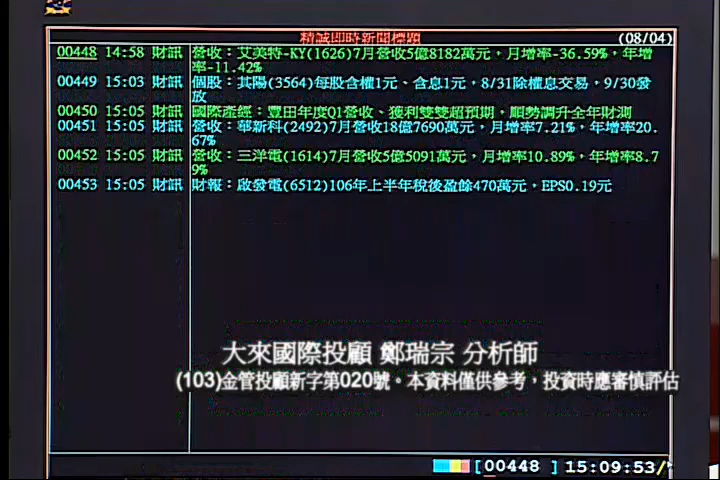 精誠即時新聞標題 (08/04)
00448 14:58 財訊 營收：艾美特-KY(1626)7月營收5億8182萬元，月增率-36.59%，年增
率-11.42%
00449 15:03 財訊 個股：其陽(3564)每股含權1元、含息1元，8/31除權息交易，9/30發
放
00450 15:05 財訊 國際產經：豐田年度Q1營收、獲利雙雙超預期，順勢調升全年財測
00451 15:05 財訊 營收：華新科(2492)7月營收18億7690萬元，月增率7.21%，年增率20.
67%
00452 15:05 財訊 營收：三洋電(1614)7月營收5億5091萬元，月增率10.89%，年增率8.7
9%
00453 15:05 財訊 財報：啟發電(6512)106年上半年稅後盈餘470萬元，EPS0.19元
大來國際投顧 鄭瑞宗 分析師
(103)金管投顧新字第020號。本資料僅供參考，投資時應審慎評估
[00448 ] 15:09:53/